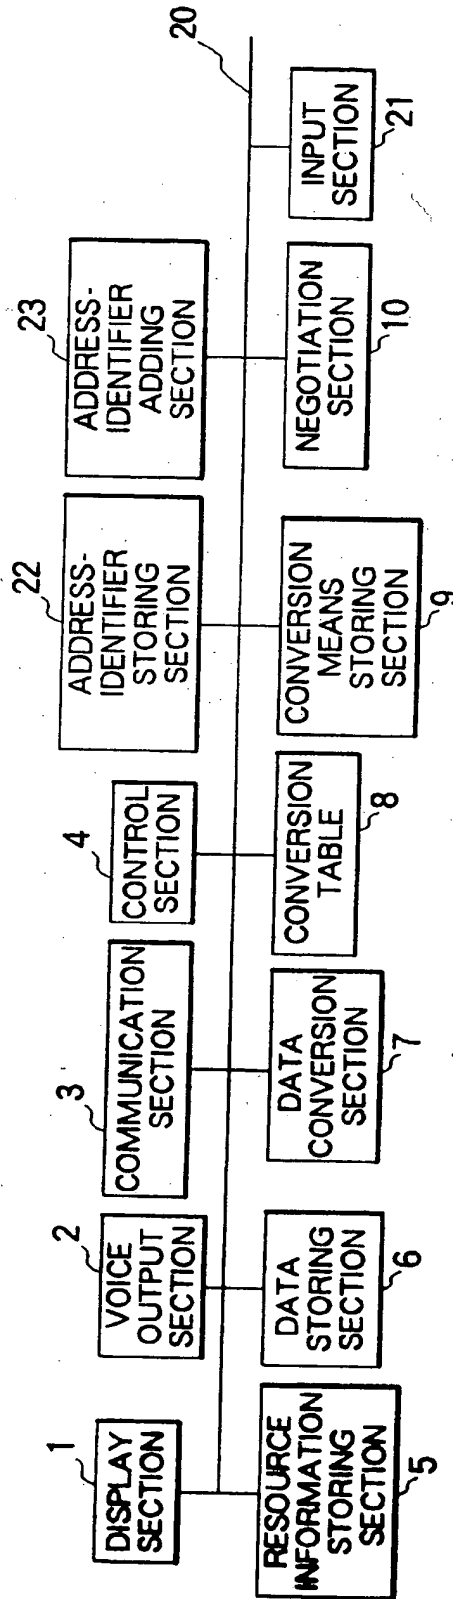 1
DISPLAY
SECTION
2
VOICE
OUTPUT
SECTION
3
COMMUNICATION
SECTION
4
CONTROL
SECTION
22
ADDRESS-
IDENTIFIER
STORING
SECTION
23
ADDRESS-
IDENTIFIER
ADDING
SECTION
20
RESOURCE
INFORMATION
STORING
SECTION
5
DATA
STORING
SECTION
6
DATA
CONVERSION
SECTION
7
CONVERSION
TABLE
8
CONVERSION
MEANS
STORING
SECTION
9
NEGOTIATION
SECTION
10
INPUT
SECTION
21